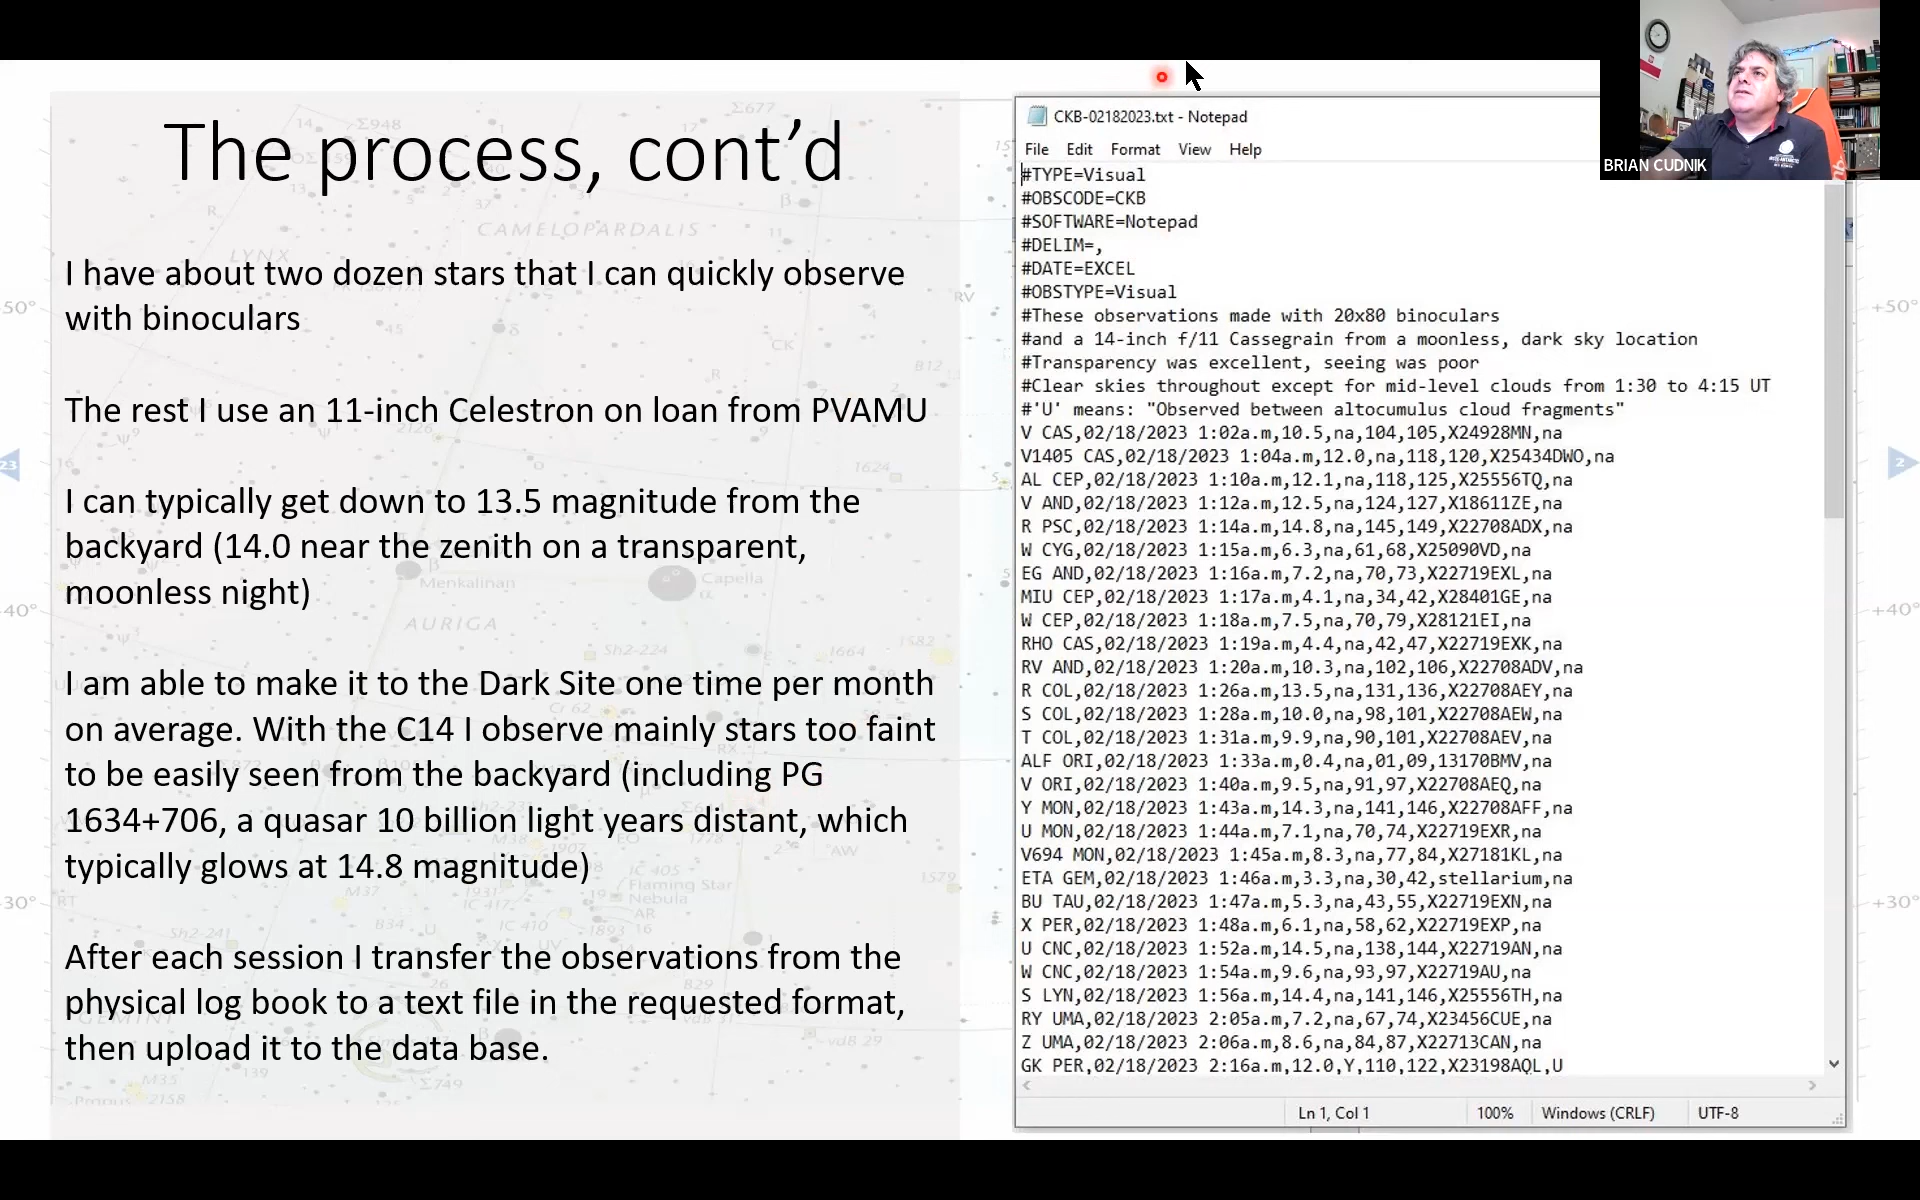 The process, cont’d
I have about two dozen stars that I can quickly observe
with binoculars
The rest I use an 11-inch Celestron on loan from PVAMU
I can typically get down to 13.5 magnitude from the
backyard (14.0 near the zenith on a transparent,
moonless night)
I am able to make it to the Dark Site one time per month
on average. With the C14 I observe mainly stars too faint
to be easily seen from the backyard (including PG
1634+706, a quasar 10 billion light years distant, which
typically glows at 14.8 magnitude)
After each session I transfer the observations from the
physical log book to a text file in the requested format,
then upload it to the data base.
CKB-02182023.txt - Notepad
File Edit Format View Help
#TYPE=Visual
#OBSCODE=CKB
#SOFTWARE=Notepad
#DELIM=,
#DATE=EXCEL
#OBSTYPE=Visual
#These observations made with 20x80 binoculars
#and a 14-inch f/11 Cassegrain from a moonless, dark sky location
#Transparency was excellent, seeing was poor
#Clear skies throughout except for mid-level clouds from 1:30 to 4:15 UT
#'U' means: "Observed between altocumulus cloud fragments"
V CAS,02/18/2023 1:02a.m,10.5,na,104,105,X24928MN,na
V1405 CAS,02/18/2023 1:04a.m,12.0,na,118,120,X25434DWO,na
AL CEP,02/18/2023 1:10a.m,12.1,na,118,125,X25556TQ,na
V AND,02/18/2023 1:12a.m,12.5,na,124,127,X18611ZE,na
R PSC,02/18/2023 1:14a.m,14.8,na,145,149,X22708ADX,na
W CYG,02/18/2023 1:15a.m,6.3,na,61,68,X25090VD,na
EG AND,02/18/2023 1:16a.m,7.2,na,70,73,X22719EXL,na
MIU CEP,02/18/2023 1:17a.m,4.1,na,34,42,X28401GE,na
W CEP,02/18/2023 1:18a.m,7.5,na,70,79,X28121EI,na
RHO CAS,02/18/2023 1:19a.m,4.4,na,42,47,X22719EXK,na
RV AND,02/18/2023 1:20a.m,10.3,na,102,106,X22708ADV,na
R COL,02/18/2023 1:26a.m,13.5,na,131,136,X22708AEY,na
S COL,02/18/2023 1:28a.m,10.0,na,98,101,X22708AEW,na
T COL,02/18/2023 1:31a.m,9.9,na,90,101,X22708AEV,na
ALF ORI,02/18/2023 1:33a.m,0.4,na,01,09,13170BMV,na
V ORI,02/18/2023 1:40a.m,9.5,na,91,97,X22708AEQ,na
Y MON,02/18/2023 1:43a.m,14.3,na,141,146,X22708AFF,na
U MON,02/18/2023 1:44a.m,7.1,na,70,74,X22719EXR,na
V694 MON,02/18/2023 1:45a.m,8.3,na,77,84,X27181KL,na
ETA GEM,02/18/2023 1:46a.m,3.3,na,30,42,stellarium,na
BU TAU,02/18/2023 1:47a.m,5.3,na,43,55,X22719EXN,na
X PER,02/18/2023 1:48a.m,6.1,na,58,62,X22719EXP,na
U CNC,02/18/2023 1:52a.m,14.5,na,138,144,X22719AN,na
W CNC,02/18/2023 1:54a.m,9.6,na,93,97,X22719AU,na
S LYN,02/18/2023 1:56a.m,14.4,na,141,146,X25556TH,na
RY UMA,02/18/2023 2:05a.m,7.2,na,67,74,X23456CUE,na
Z UMA,02/18/2023 2:06a.m,8.6,na,84,87,X22713CAN,na
GK PER,02/18/2023 2:16a.m,12.0,Y,110,122,X23198AQL,U
Ln 1, Col 1 100% Windows (CRLF) UTF-8
BRIAN CUDNIK
CAMELOPARDALIS
LYNX
Menkalinan
Capella
AURIGA
Sh2-224
Flaming Star
Nebula
GEMINI
+50°
+40°
+30°